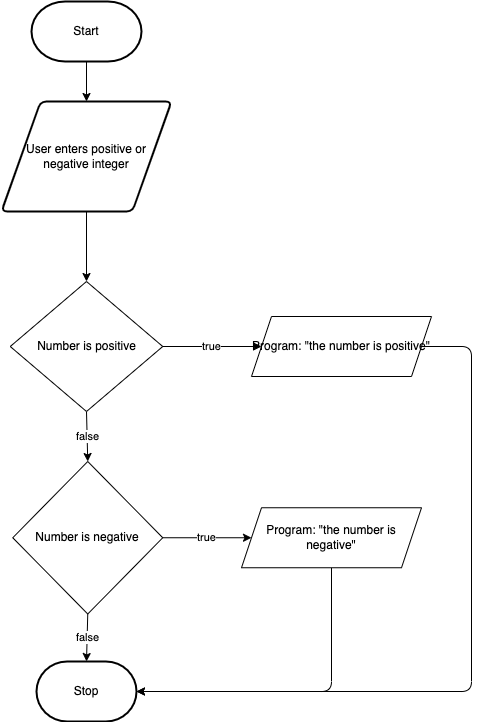 Start
User enters positive or
negative integer
Number is positive
true
Program: "the number is positive"
false
Number is negative
true
Program: "the number is
negative"
false
Stop